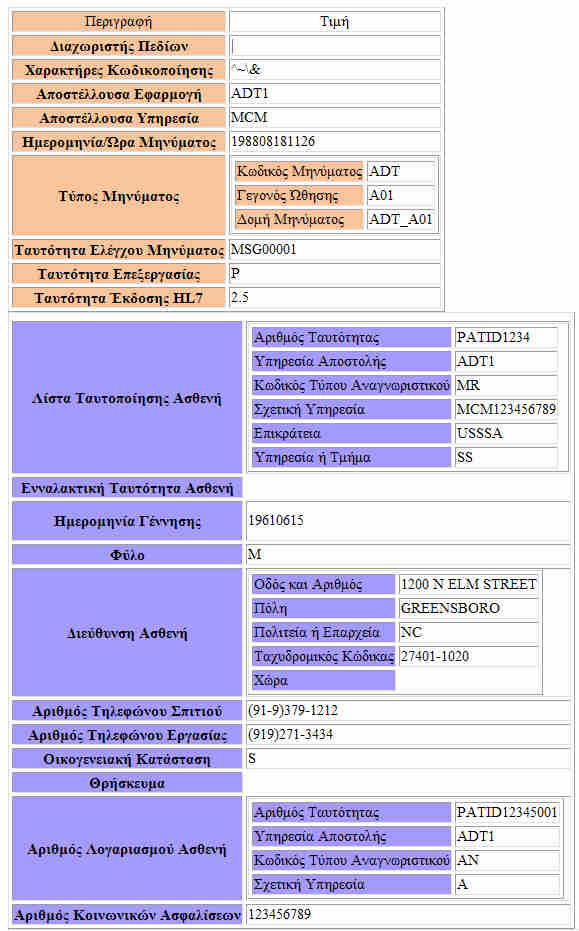 Περιγραφή Τιμή
Διαχωριστής Πεδίων |
Χαρακτήρες Κωδικοποίησης ^~\&
Αποστέλλουσα Εφαρμογή ADT1
Αποστέλλουσα Υπηρεσία MCM
Ημερομηνία/Ώρα Μηνύματος 198808181126
Τύπος Μηνύματος
Κωδικός Μηνύματος ADT
Γεγονός Ώθησης A01
Δομή Μηνύματος ADT_A01
Ταυτότητα Ελέγχου Μηνύματος MSG00001
Ταυτότητα Επεξεργασίας P
Ταυτότητα Έκδοσης HL7 2.5
Λίστα Ταυτοποίησης Ασθενή
Αριθμός Ταυτότητας PATID1234
Υπηρεσία Αποστολής ADT1
Κωδικός Τύπου Αναγνωριστικού MR
Σχετική Υπηρεσία MCM123456789
Επικράτεια USSSA
Υπηρεσία ή Τμήμα SS
Ενναλακτική Ταυτότητα Ασθενή
Ημερομηνία Γέννησης 19610615
Φύλο M
Διεύθυνση Ασθενή
Οδός και Αριθμός 1200 N ELM STREET
Πόλη GREENSBORO
Πολιτεία ή Επαρχεία NC
Ταχυδρομικός Κώδικας 27401-1020
Χώρα
Αριθμός Τηλεφώνου Σπιτιού (91-9)379-1212
Αριθμός Τηλεφώνου Εργασίας (919)271-3434
Οικογενειακή Κατάσταση S
Θρήσκευμα
Αριθμός Λογαριασμού Ασθενή
Αριθμός Ταυτότητας PATID12345001
Υπηρεσία Αποστολής ADT1
Κωδικός Τύπου Αναγνωριστικού AN
Σχετική Υπηρεσία A
Αριθμός Κοινωνικών Ασφαλίσεων 123456789